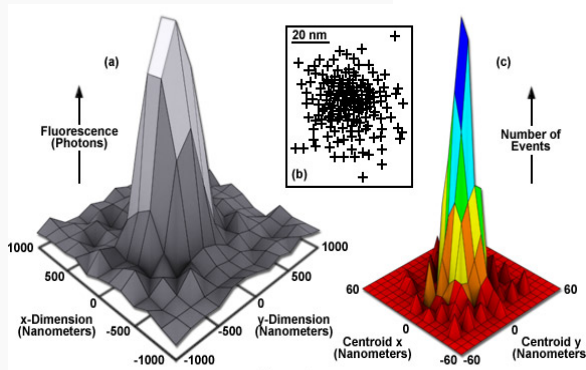 (a)
Fluorescence
(Photons)
1000
500
0
-500
-1000
x-Dimension
(Nanometers)
-1000
-500
0
500
1000
y-Dimension
(Nanometers)
20 nm
(b)
(c)
Number of
Events
60
0
-60
Centroid x
(Nanometers)
-60
0
60
Centroid y
(Nanometers)